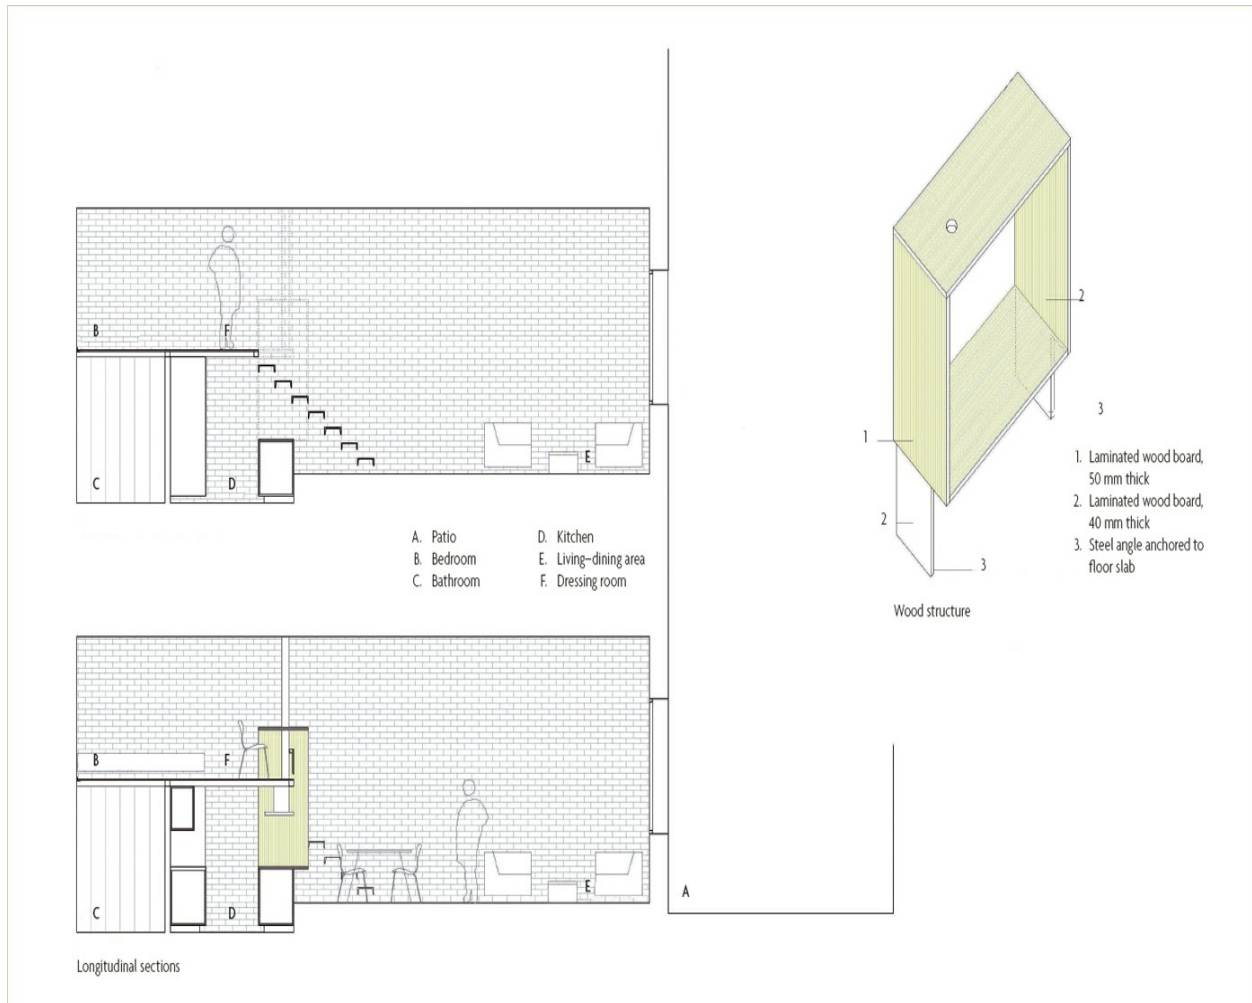 B
F
C
D
E
A. Patio
B. Bedroom
C. Bathroom
D. Kitchen
E. Living–dining area
F. Dressing room
B
F
C
D
E
A
Longitudinal sections
2
3
1
2
3
1. Laminated wood board,
50 mm thick
2. Laminated wood board,
40 mm thick
3. Steel angle anchored to
floor slab
Wood structure